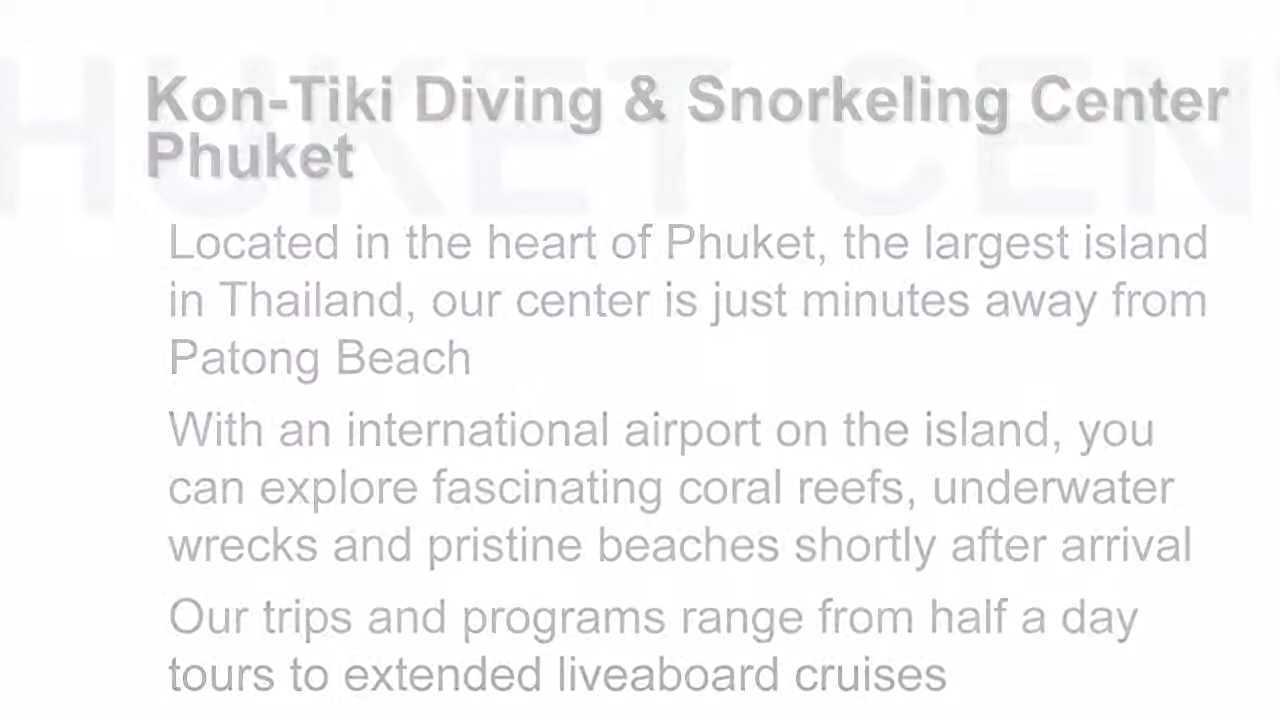 HUKET CEN
Kon-Tiki Diving & Snorkeling Center
Phuket
Located in the heart of Phuket, the largest island
in Thailand, our center is just minutes away from
Patong Beach
With an international airport on the island, you
can explore fascinating coral reefs, underwater
wrecks and pristine beaches shortly after arrival
Our trips and programs range from half a day
tours to extended liveaboard cruises